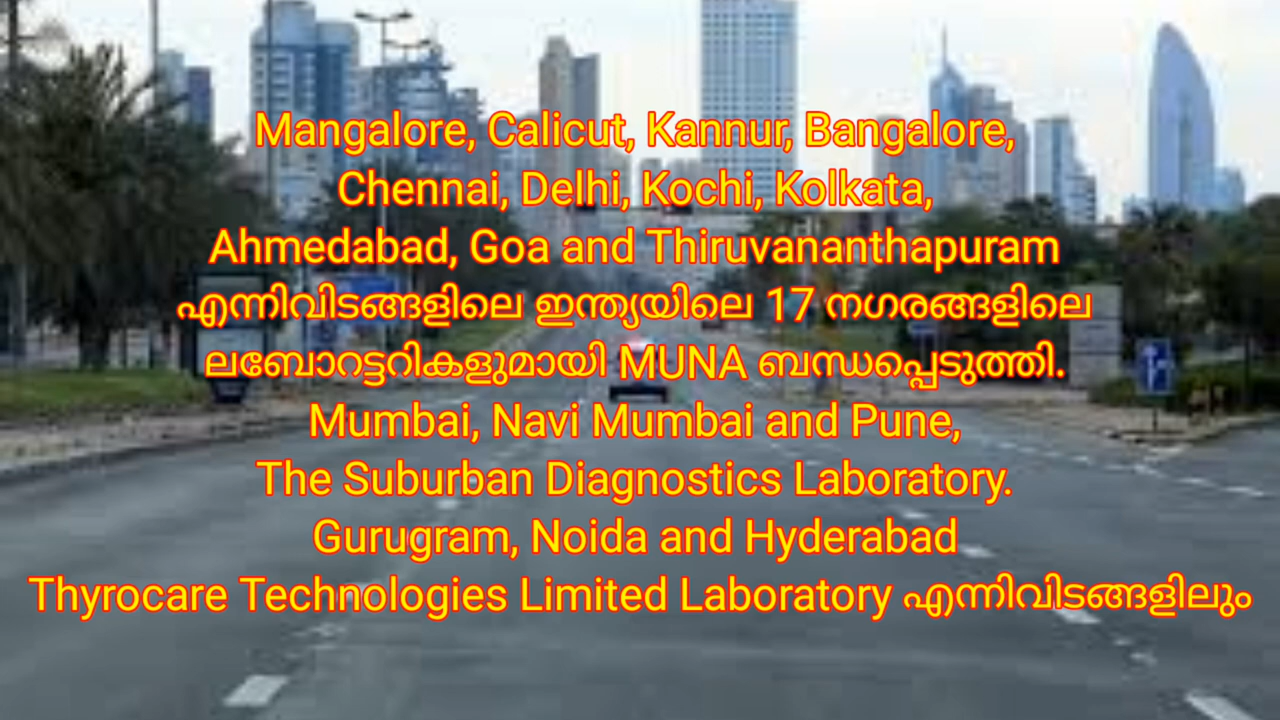 Mangalore, Calicut, Kannur, Bangalore,
Chennai, Delhi, Kochi, Kolkata,
Ahmedabad, Goa and Thiruvananthapuram
എന്നിവിടങ്ങളിലെ ഇന്ത്യയിലെ 17 നഗരങ്ങളിലെ
ലബോറട്ടറികളുമായി MUNA ബന്ധപ്പെടുത്തി.
Mumbai, Navi Mumbai and Pune,
The Suburban Diagnostics Laboratory.
Gurugram, Noida and Hyderabad
Thyrocare Technologies Limited Laboratory എന്നിവിടങ്ങളിലും